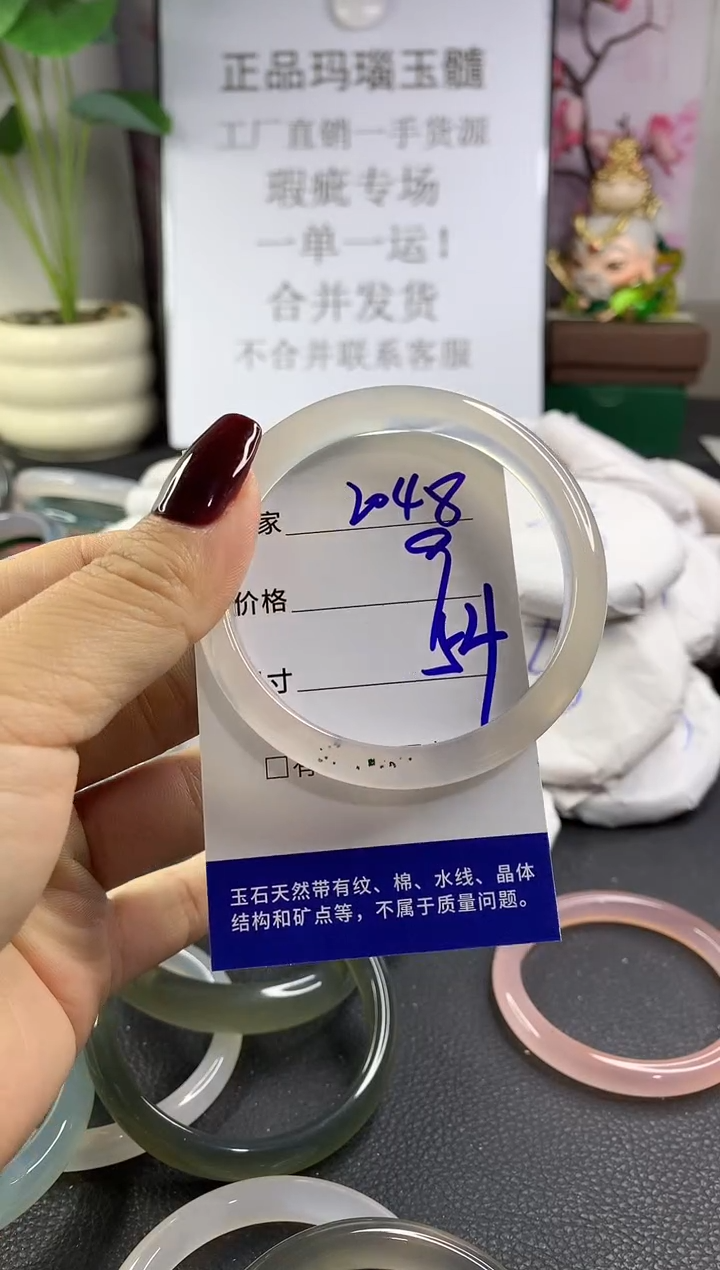 正品玛瑙玉髓
工厂直销一手货源
瑕疵专场
一单一运！
合并发货
不合并联系客服
家 2048
价格 9
寸 54
□有
玉石天然带有纹、棉、水线、晶体
结构和矿点等，不属于质量问题。